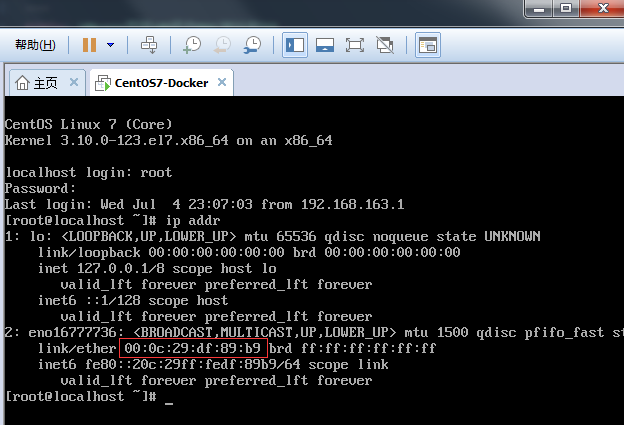 帮助(H)
主页
CentOS7-Docker
CentOS Linux 7 (Core)
Kernel 3.10.0-123.el7.x86_64 on an x86_64
localhost login: root
Password:
Last login: Wed Jul  4 23:07:03 from 192.168.163.1
[root@localhost ~]# ip addr
1: lo: <LOOPBACK,UP,LOWER_UP> mtu 65536 qdisc noqueue state UNKNOWN
    link/loopback 00:00:00:00:00:00 brd 00:00:00:00:00:00
    inet 127.0.0.1/8 scope host lo
       valid_lft forever preferred_lft forever
    inet6 ::1/128 scope host
       valid_lft forever preferred_lft forever
2: eno16777736: <BROADCAST,MULTICAST,UP,LOWER_UP> mtu 1500 qdisc pfifo_fast st
    link/ether 00:0c:29:df:89:b9 brd ff:ff:ff:ff:ff:ff
    inet6 fe80::20c:29ff:fedf:89b9/64 scope link
       valid_lft forever preferred_lft forever
[root@localhost ~]# _